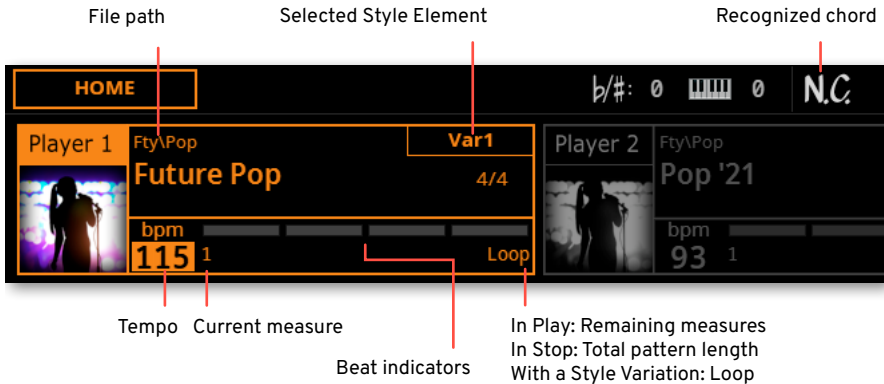 File path
Selected Style Element
Recognized chord
HOME
b/#: 0
0
N.C.
Player 1
Fty\Pop
Var1
Future Pop
4/4
bpm
115
1
Loop
Player 2
Fty\Pop
Pop '21
bpm
93
1
Tempo
Current measure
Beat indicators
In Play: Remaining measures
In Stop: Total pattern length
With a Style Variation: Loop